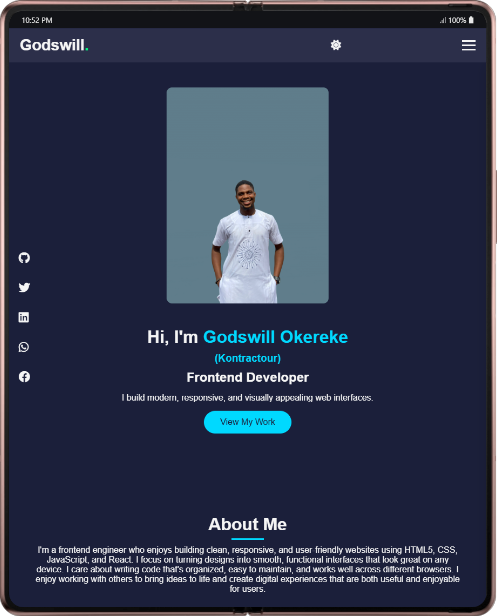 10:52 PM
100%
Godswill.
Hi, I'm Godswill Okereke
(Kontractour)
Frontend Developer
I build modern, responsive, and visually appealing web interfaces.
View My Work
About Me
I'm a frontend engineer who enjoys building clean, responsive, and user friendly websites using HTML5, CSS,
JavaScript, and React. I focus on turning designs into smooth, functional interfaces that look great on any
device. I care about writing code that's organized, easy to maintain, and works well across different browsers. I
enjoy working with others to bring ideas to life and create digital experiences that are both useful and enjoyable
for users.